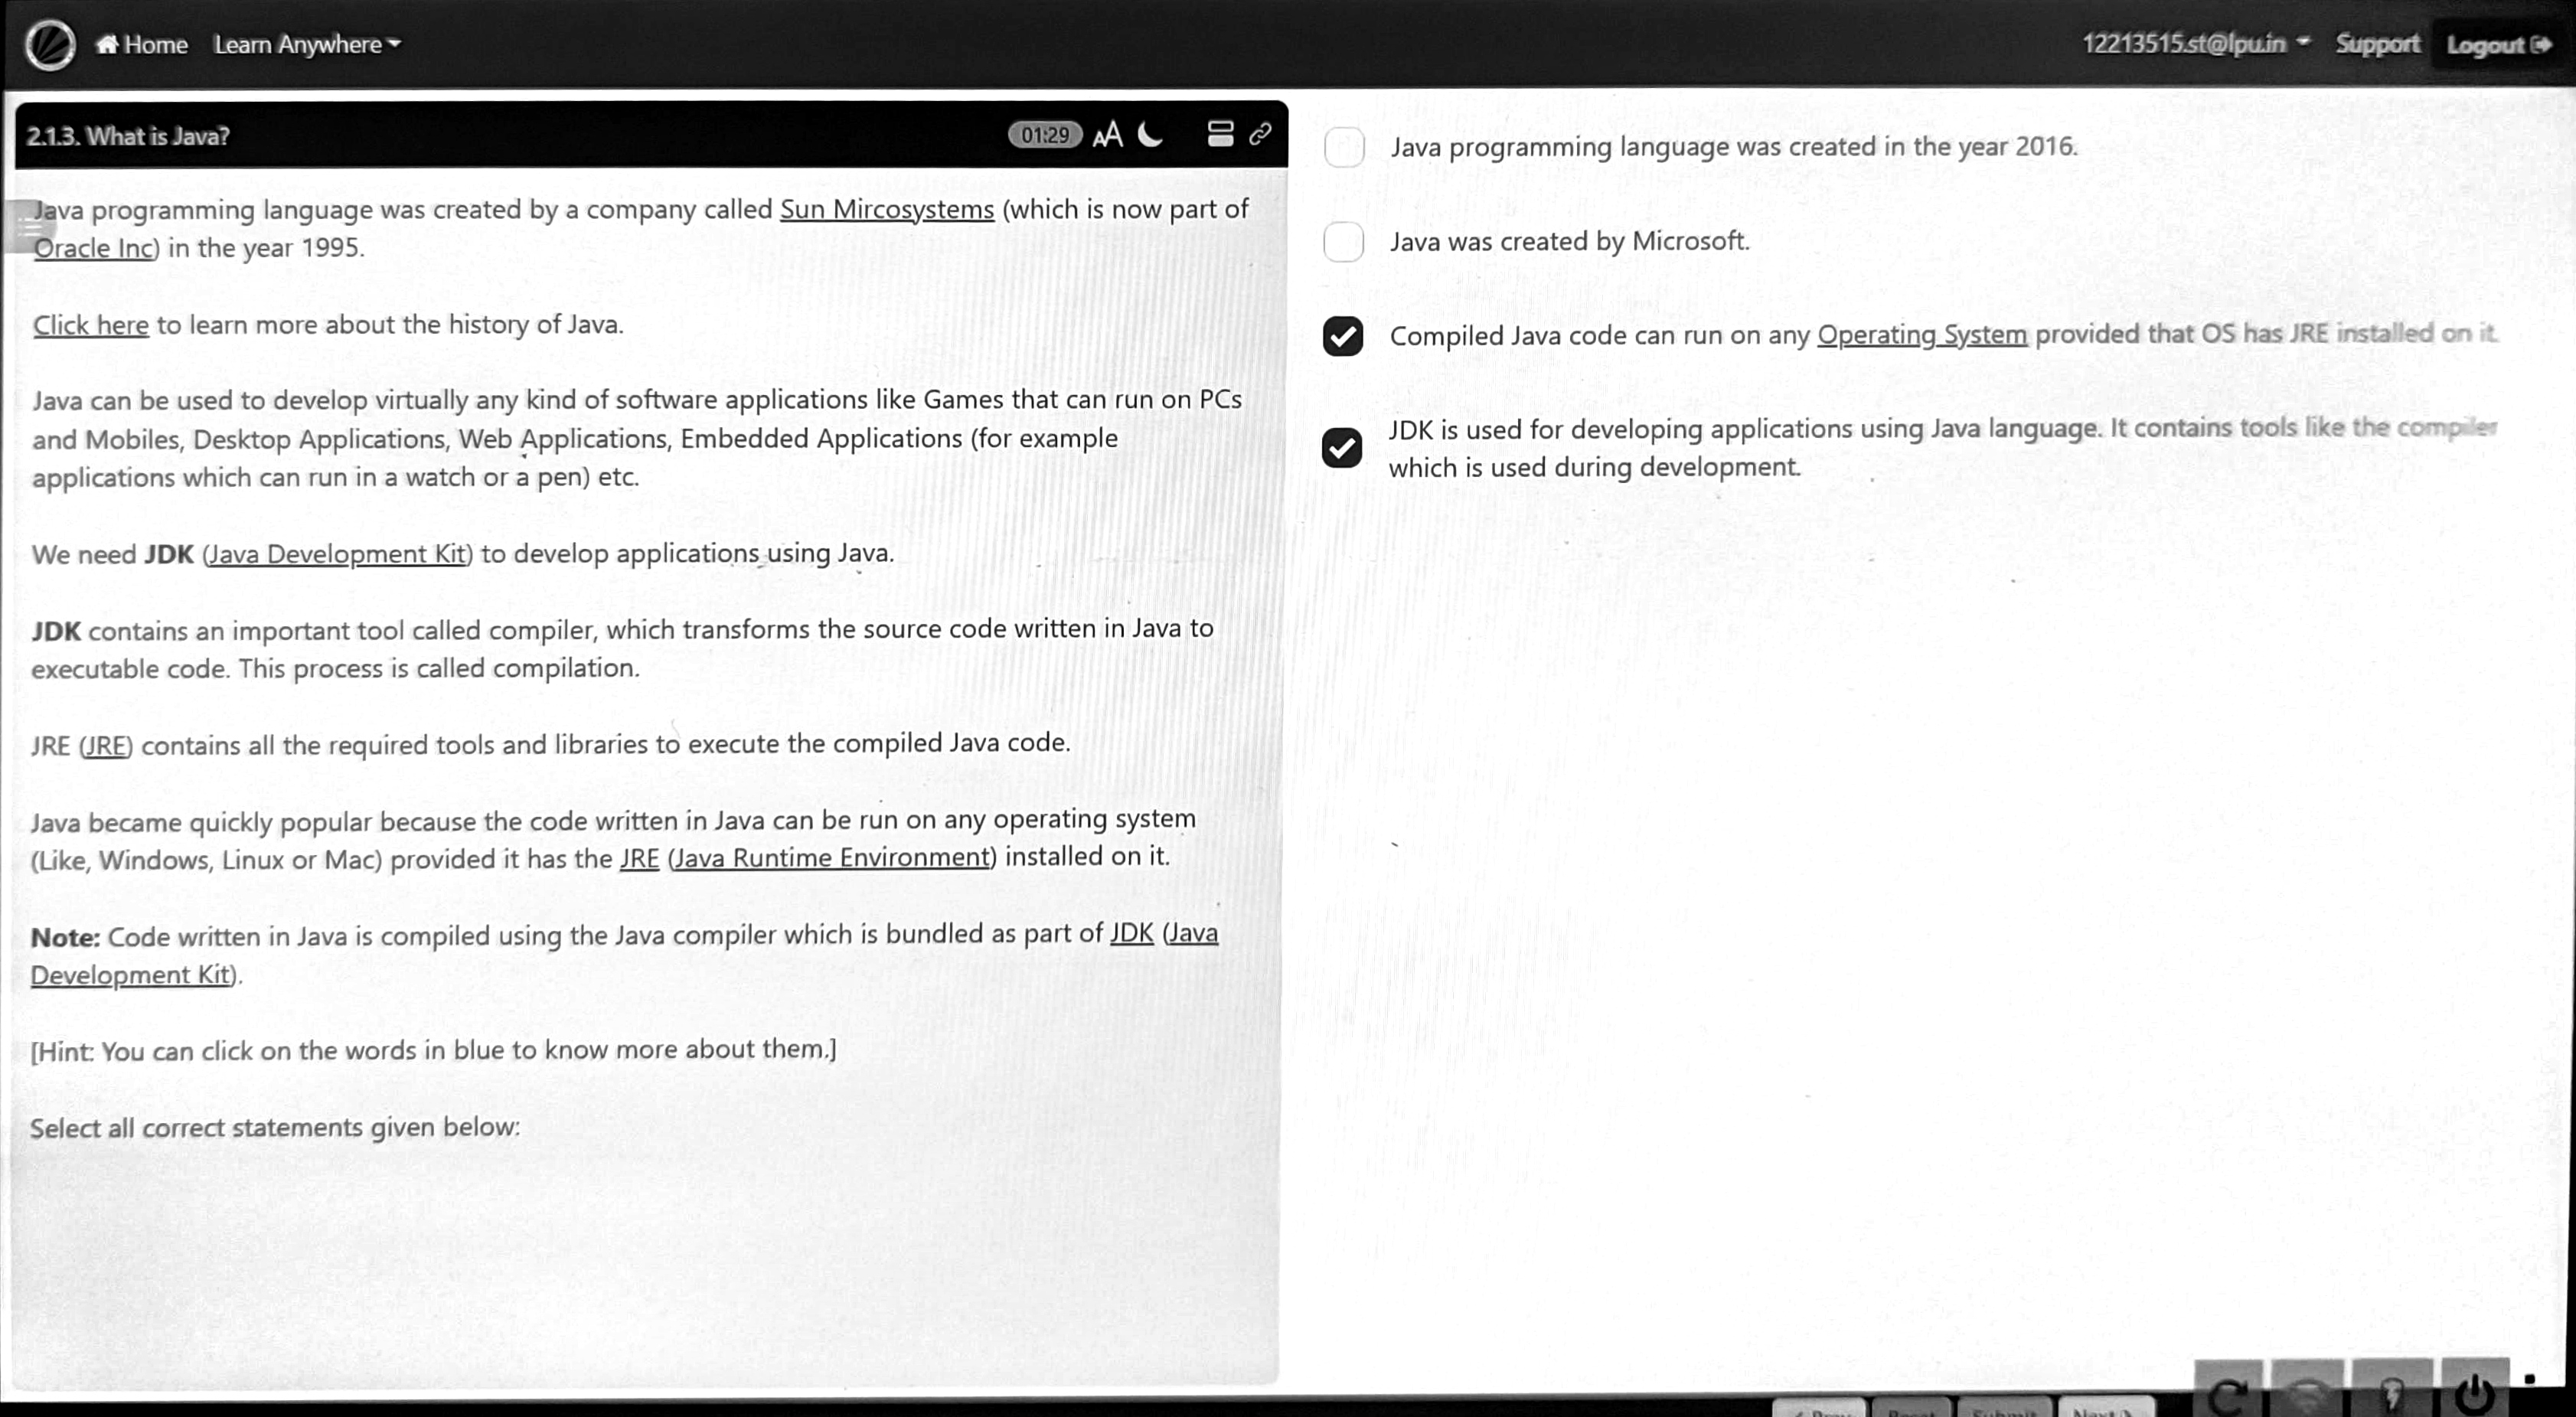 Home Learn Anywhere 12213515.st@lpu.in Support Logout
2.1.3. What is Java? 01:29 AA
Java programming language was created by a company called Sun Mircosystems (which is now part of
Oracle Inc) in the year 1995.
Click here to learn more about the history of Java.
Java can be used to develop virtually any kind of software applications like Games that can run on PCs
and Mobiles, Desktop Applications, Web Applications, Embedded Applications (for example
applications which can run in a watch or a pen) etc.
We need JDK (Java Development Kit) to develop applications using Java.
JDK contains an important tool called compiler, which transforms the source code written in Java to
executable code. This process is called compilation.
JRE (JRE) contains all the required tools and libraries to execute the compiled Java code.
Java became quickly popular because the code written in Java can be run on any operating system
(Like, Windows, Linux or Mac) provided it has the JRE (Java Runtime Environment) installed on it.
Note: Code written in Java is compiled using the Java compiler which is bundled as part of JDK (Java
Development Kit).
[Hint: You can click on the words in blue to know more about them.]
Select all correct statements given below:
Java programming language was created in the year 2016.
Java was created by Microsoft.
Compiled Java code can run on any Operating System provided that OS has JRE installed on it.
JDK is used for developing applications using Java language. It contains tools like the compiler
which is used during development.